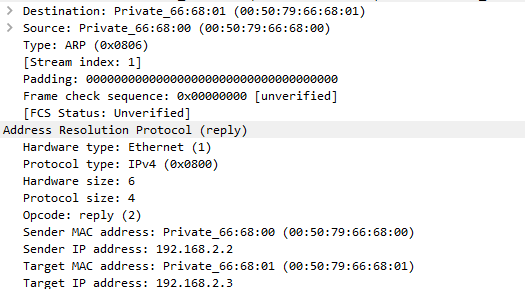 Destination: Private_66:68:01 (00:50:79:66:68:01)
Source: Private_66:68:00 (00:50:79:66:68:00)
Type: ARP (0x0806)
[Stream index: 1]
Padding: 000000000000000000000000000000000000
Frame check sequence: 0x00000000 [unverified]
[FCS Status: Unverified]
Address Resolution Protocol (reply)
Hardware type: Ethernet (1)
Protocol type: IPv4 (0x0800)
Hardware size: 6
Protocol size: 4
Opcode: reply (2)
Sender MAC address: Private_66:68:00 (00:50:79:66:68:00)
Sender IP address: 192.168.2.2
Target MAC address: Private_66:68:01 (00:50:79:66:68:01)
Target IP address: 192.168.2.3